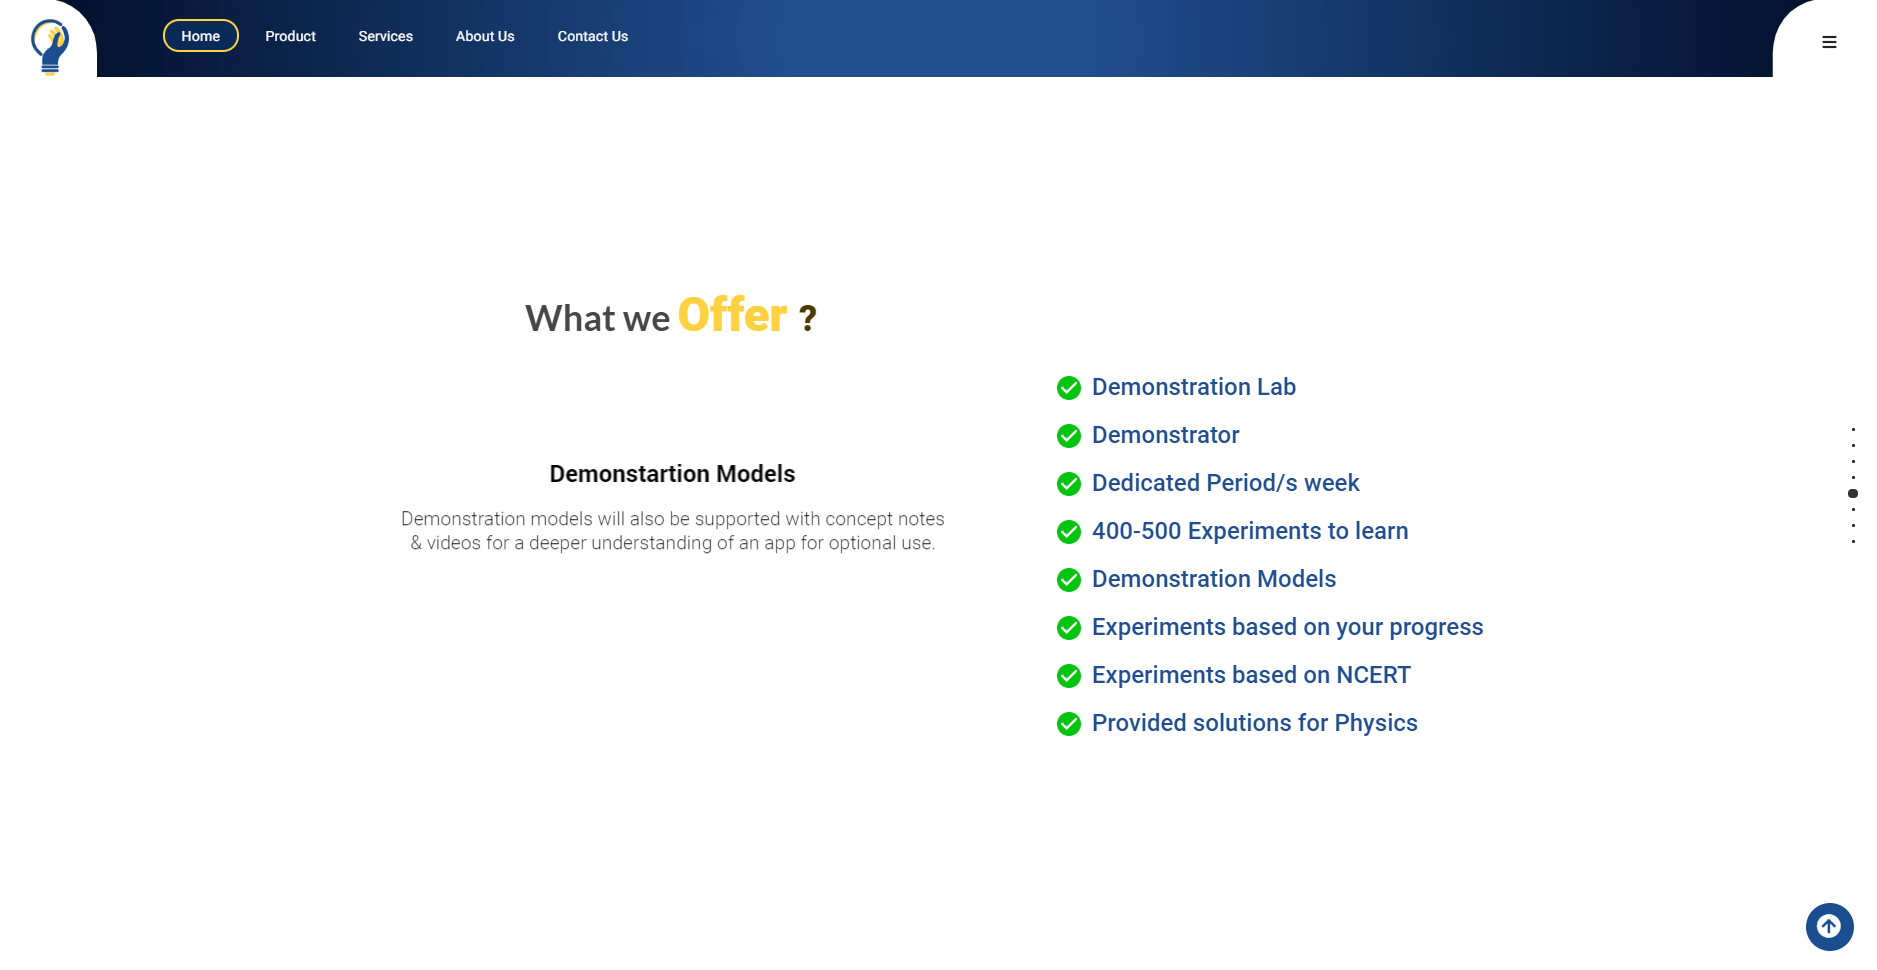 Home
Product
Services
About Us
Contact Us
What we Offer ?
Demonstartion Models
Demonstration models will also be supported with concept notes
& videos for a deeper understanding of an app for optional use.
Demonstration Lab
Demonstrator
Dedicated Period/s week
400-500 Experiments to learn
Demonstration Models
Experiments based on your progress
Experiments based on NCERT
Provided solutions for Physics